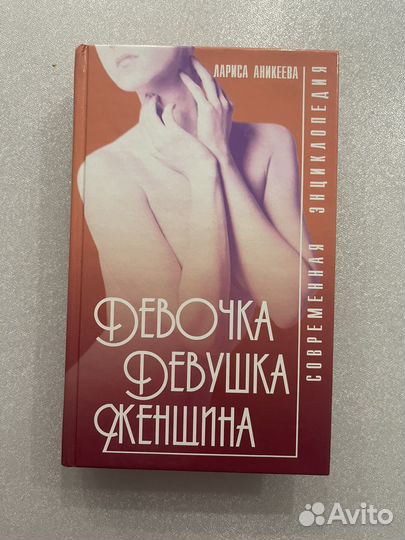 ЛАРИСА АНИКЕЕВА
СОВРЕМЕННАЯ ЭНЦИКЛОПЕДИЯ
ДЕВОЧКА
ДЕВУШКА
ЖЕНЩИНА
Avito